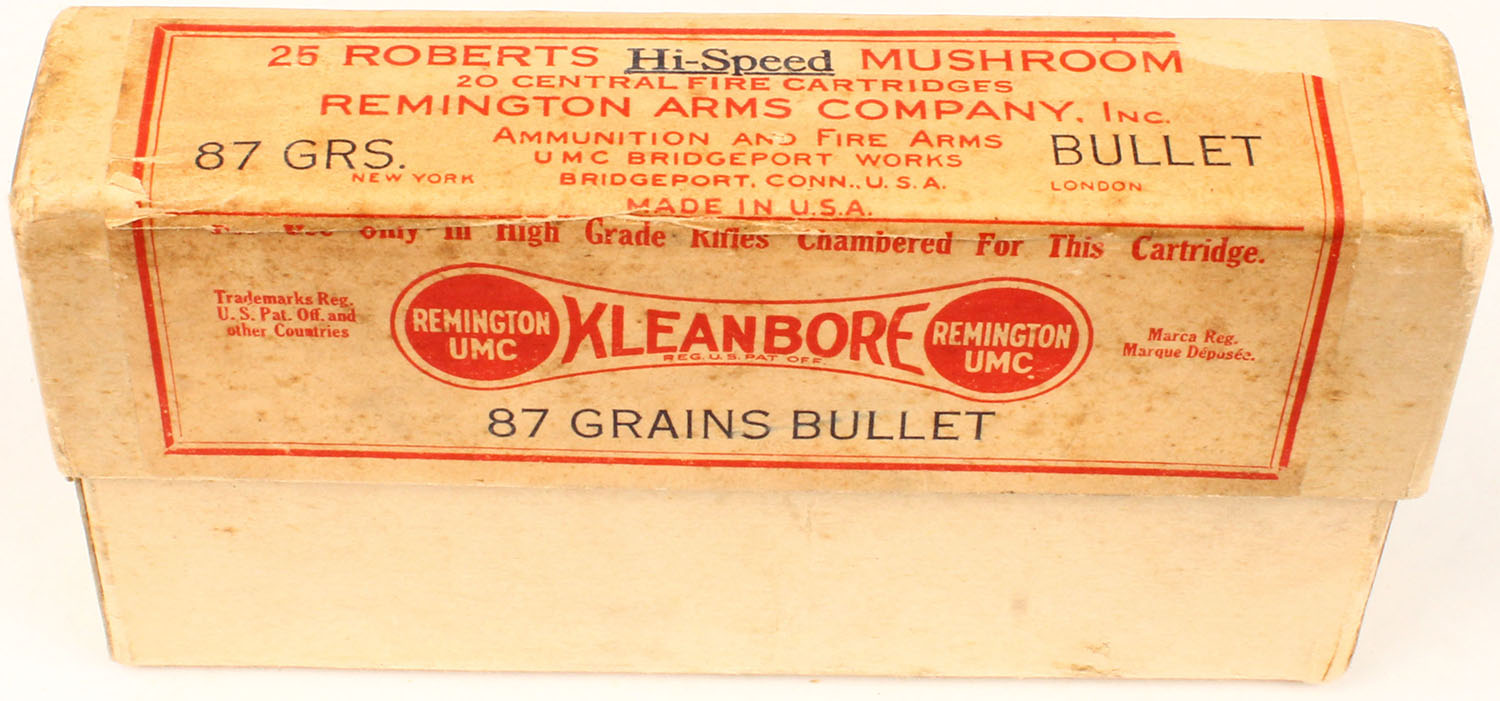 25 ROBERTS Hi-Speed MUSHROOM
20 CENTRAL FIRE CARTRIDGES
REMINGTON ARMS COMPANY, INC.
87 GRS. AMMUNITION AND FIRE ARMS BULLET
UMC BRIDGEPORT WORKS
NEW YORK BRIDGEPORT, CONN., U.S.A. LONDON
MADE IN U.S.A.
Use Only in High Grade Rifles Chambered For This Cartridge.
Trademarks Reg.
U. S. Pat. Off. and
other Countries
REMINGTON
UMC
KLEANBORE
REG. U.S. PAT OFF.
REMINGTON
UMC
Marca Reg.
Marque Déposée.
87 GRAINS BULLET